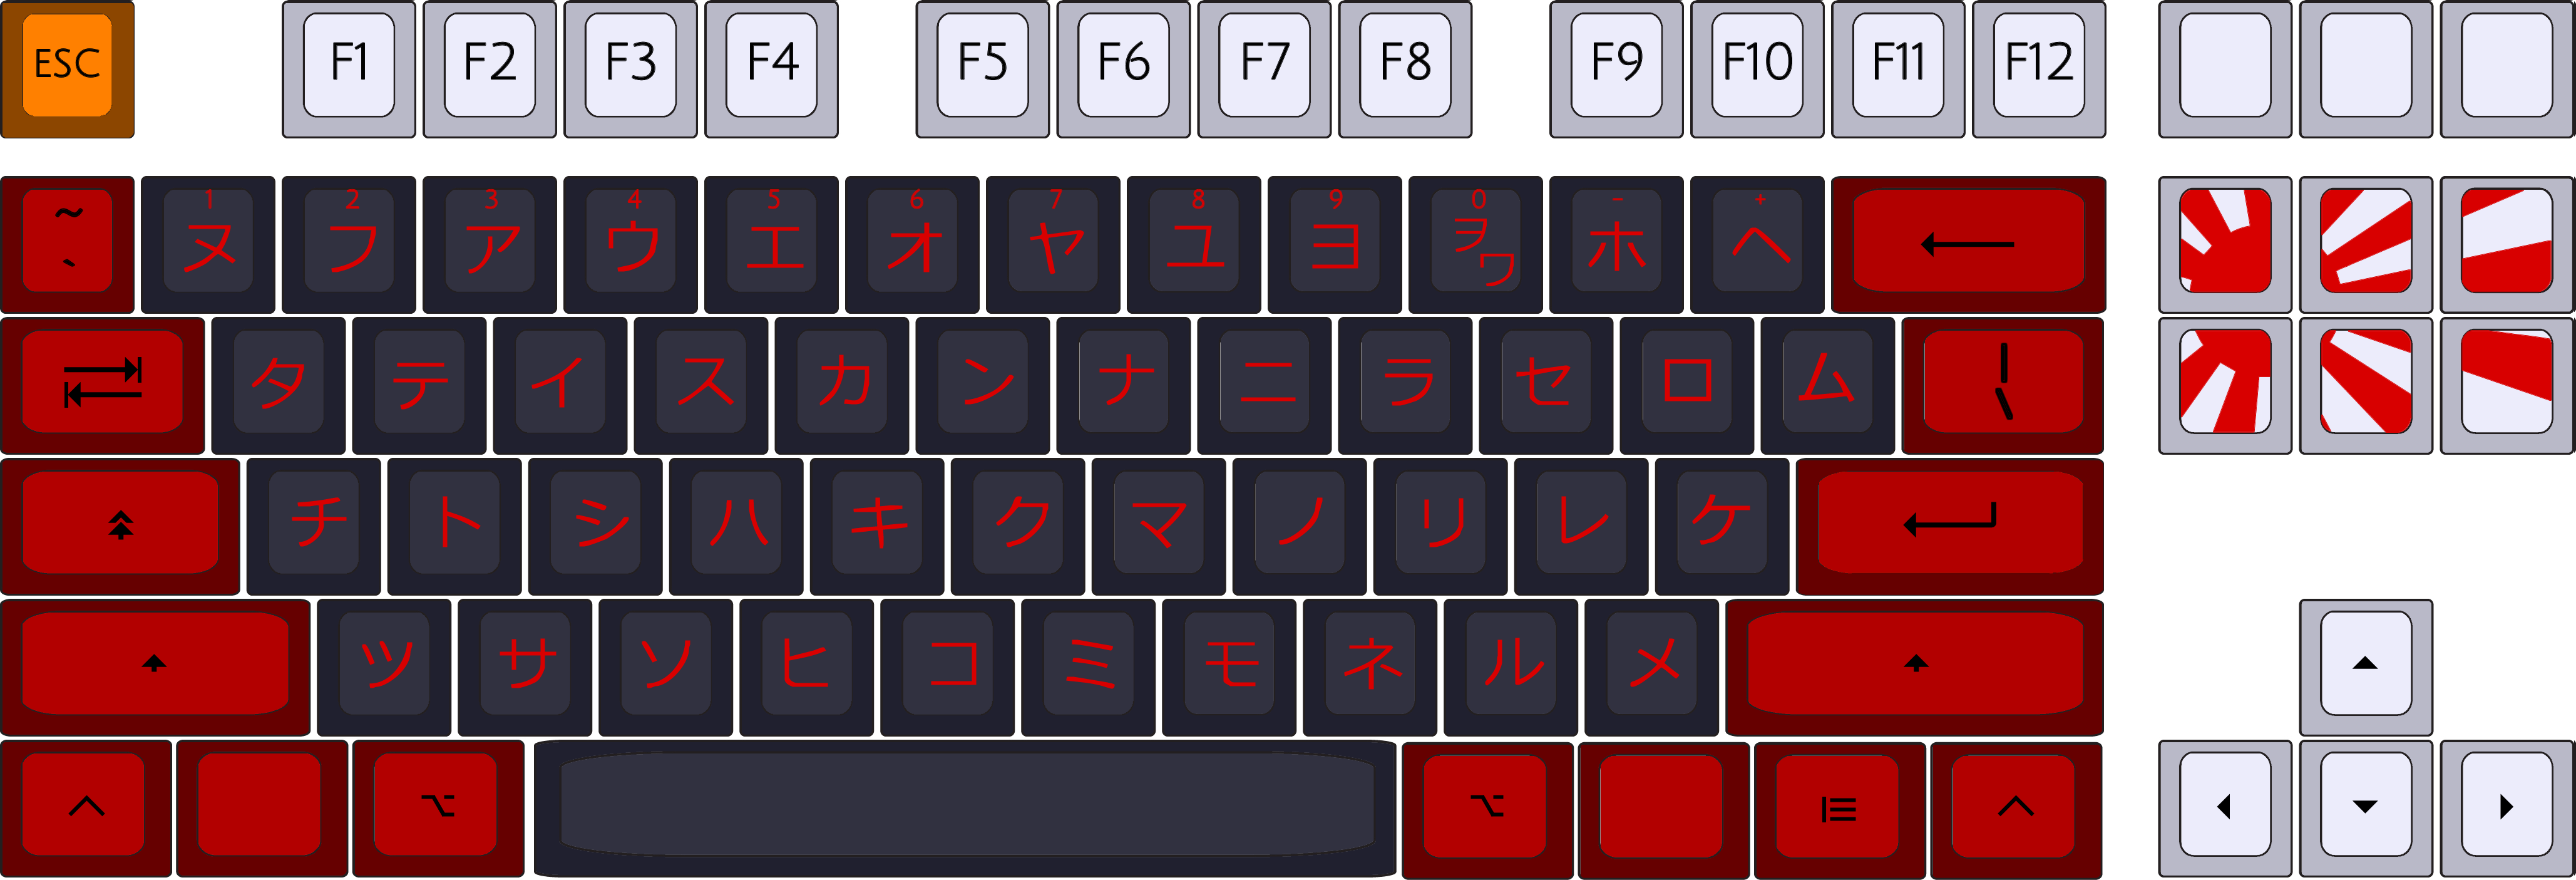 ESC F1 F2 F3 F4 F5 F6 F7 F8 F9 F10 F11 F12
~ 1 2 3 4 5 6 7 8 9 0 - +
` ヌ フ ア ウ エ オ ヤ ユ ヨ ヲ ワ ホ ヘ
タ テ イ ス カ ン ナ ニ ラ セ ロ ム | \
チ ト シ ハ キ ク マ ノ リ レ ケ
ツ サ ソ ヒ コ ミ モ ネ ル メ